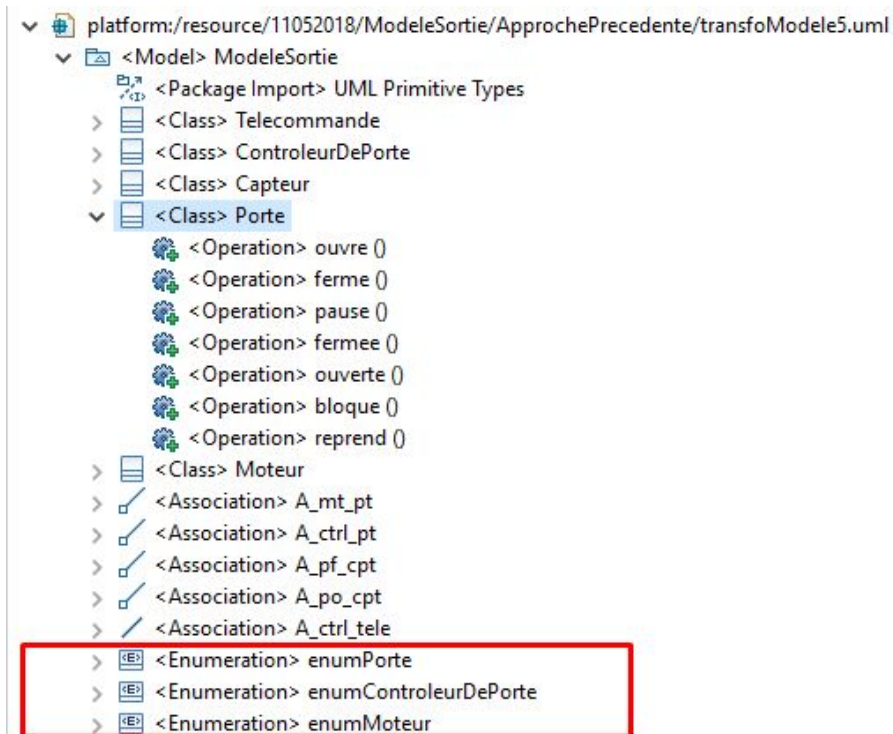 platform:/resource/11052018/ModeleSortie/ApprochePrecedente/transfoModele5.uml
<Model> ModeleSortie
<Package Import> UML Primitive Types
<Class> Telecommande
<Class> ControleurDePorte
<Class> Capteur
<Class> Porte
<Operation> ouvre ()
<Operation> ferme ()
<Operation> pause ()
<Operation> fermee ()
<Operation> ouverte ()
<Operation> bloque ()
<Operation> reprend ()
<Class> Moteur
<Association> A_mt_pt
<Association> A_ctrl_pt
<Association> A_pf_cpt
<Association> A_po_cpt
<Association> A_ctrl_tele
<Enumeration> enumPorte
<Enumeration> enumControleurDePorte
<Enumeration> enumMoteur